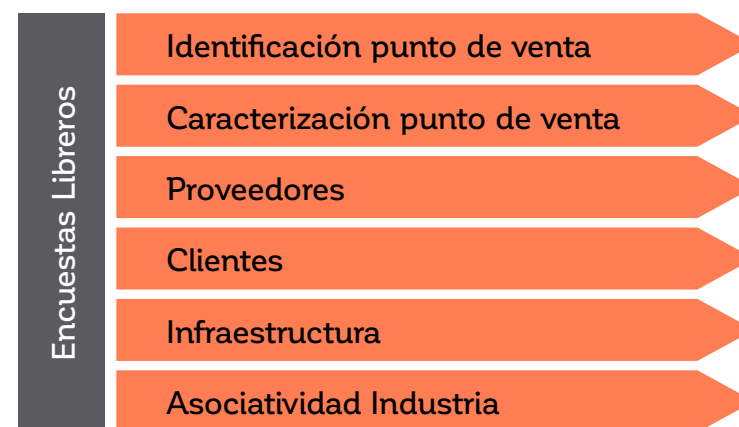 Encuestas Libreros
Identificación punto de venta
Caracterización punto de venta
Proveedores
Clientes
Infraestructura
Asociatividad Industria